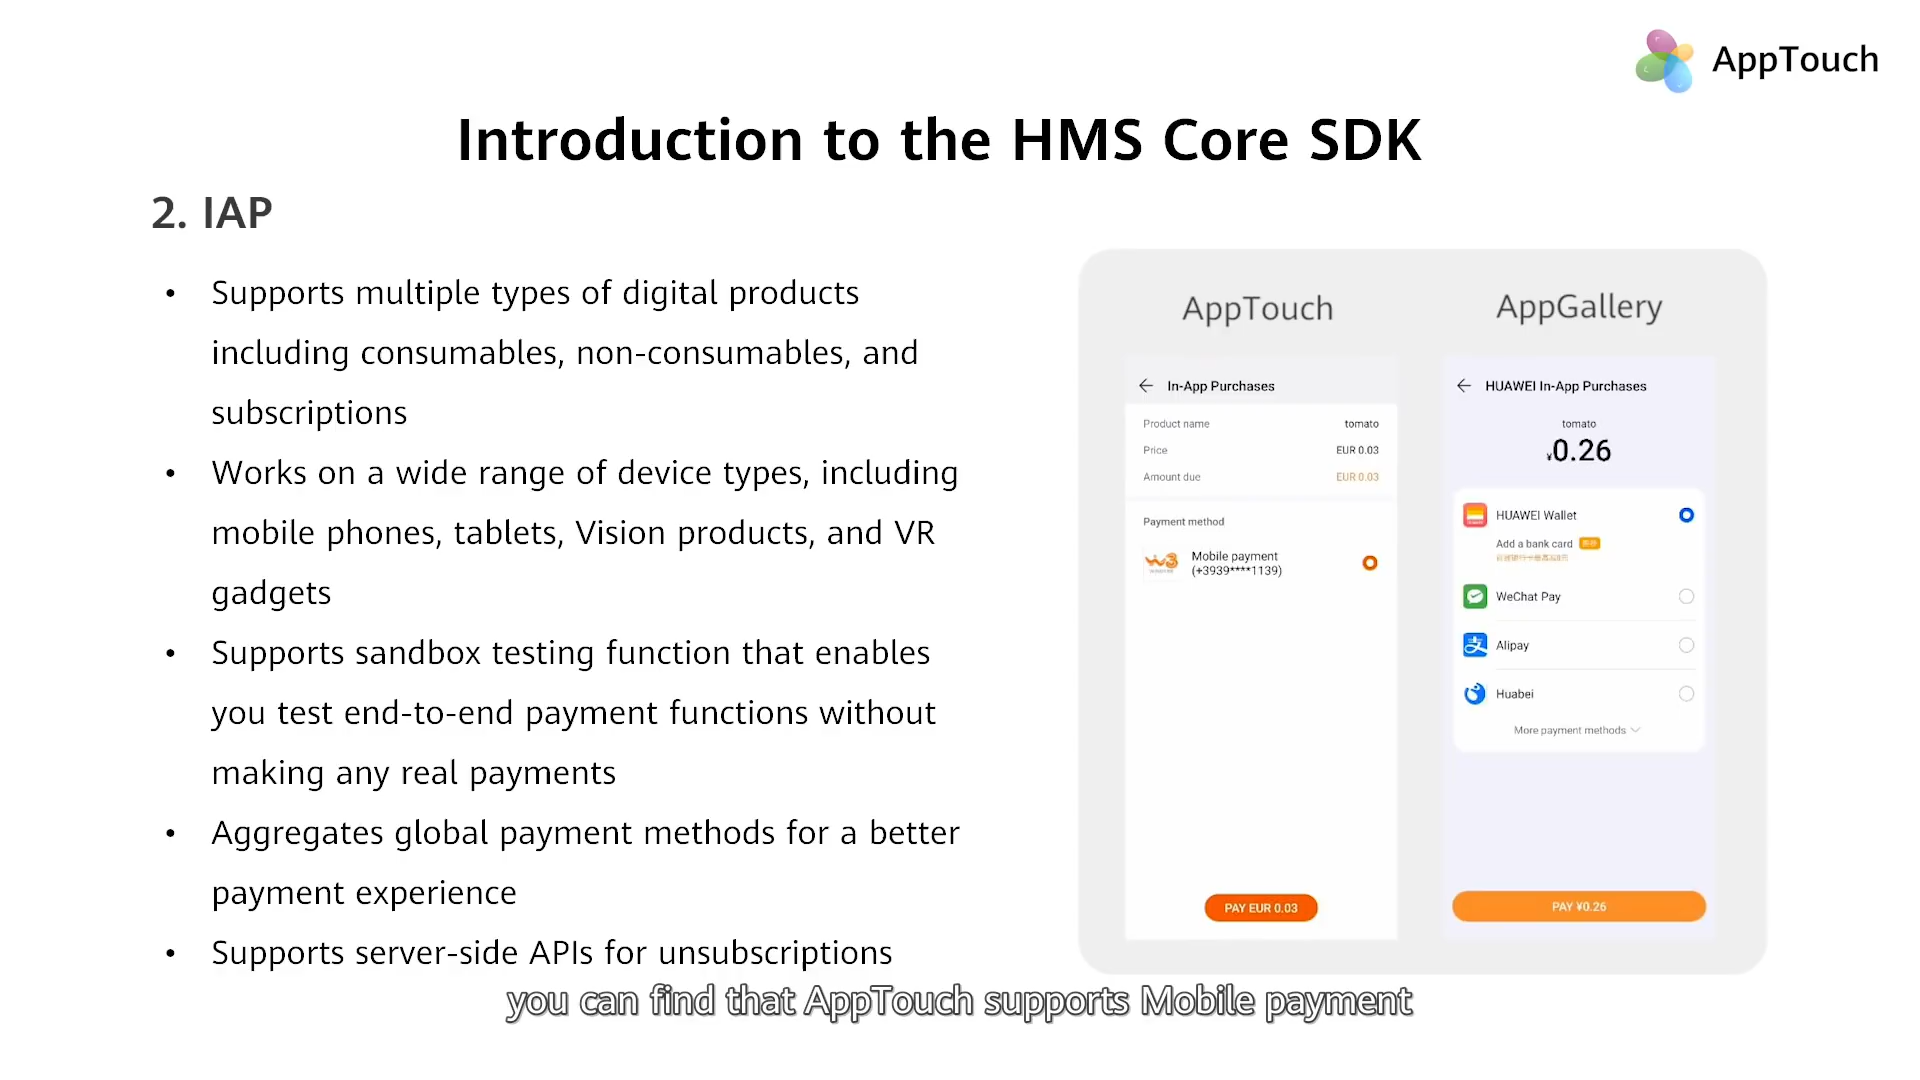 AppTouch
Introduction to the HMS Core SDK
2. IAP
• Supports multiple types of digital products
including consumables, non-consumables, and
subscriptions
• Works on a wide range of device types, including
mobile phones, tablets, Vision products, and VR
gadgets
• Supports sandbox testing function that enables
you test end-to-end payment functions without
making any real payments
• Aggregates global payment methods for a better
payment experience
• Supports server-side APIs for unsubscriptions
AppTouch
In-App Purchases
Product name tomato
Price EUR 0.03
Amount due EUR 0.03
Payment method
Mobile payment
(+3939****1139)
PAY EUR 0.03
AppGallery
HUAWEI In-App Purchases
tomato
¥0.26
HUAWEI Wallet
Add a bank card
WeChat Pay
Alipay
Huabei
More payment methods
PAY ¥0.26
you can find that AppTouch supports Mobile payment